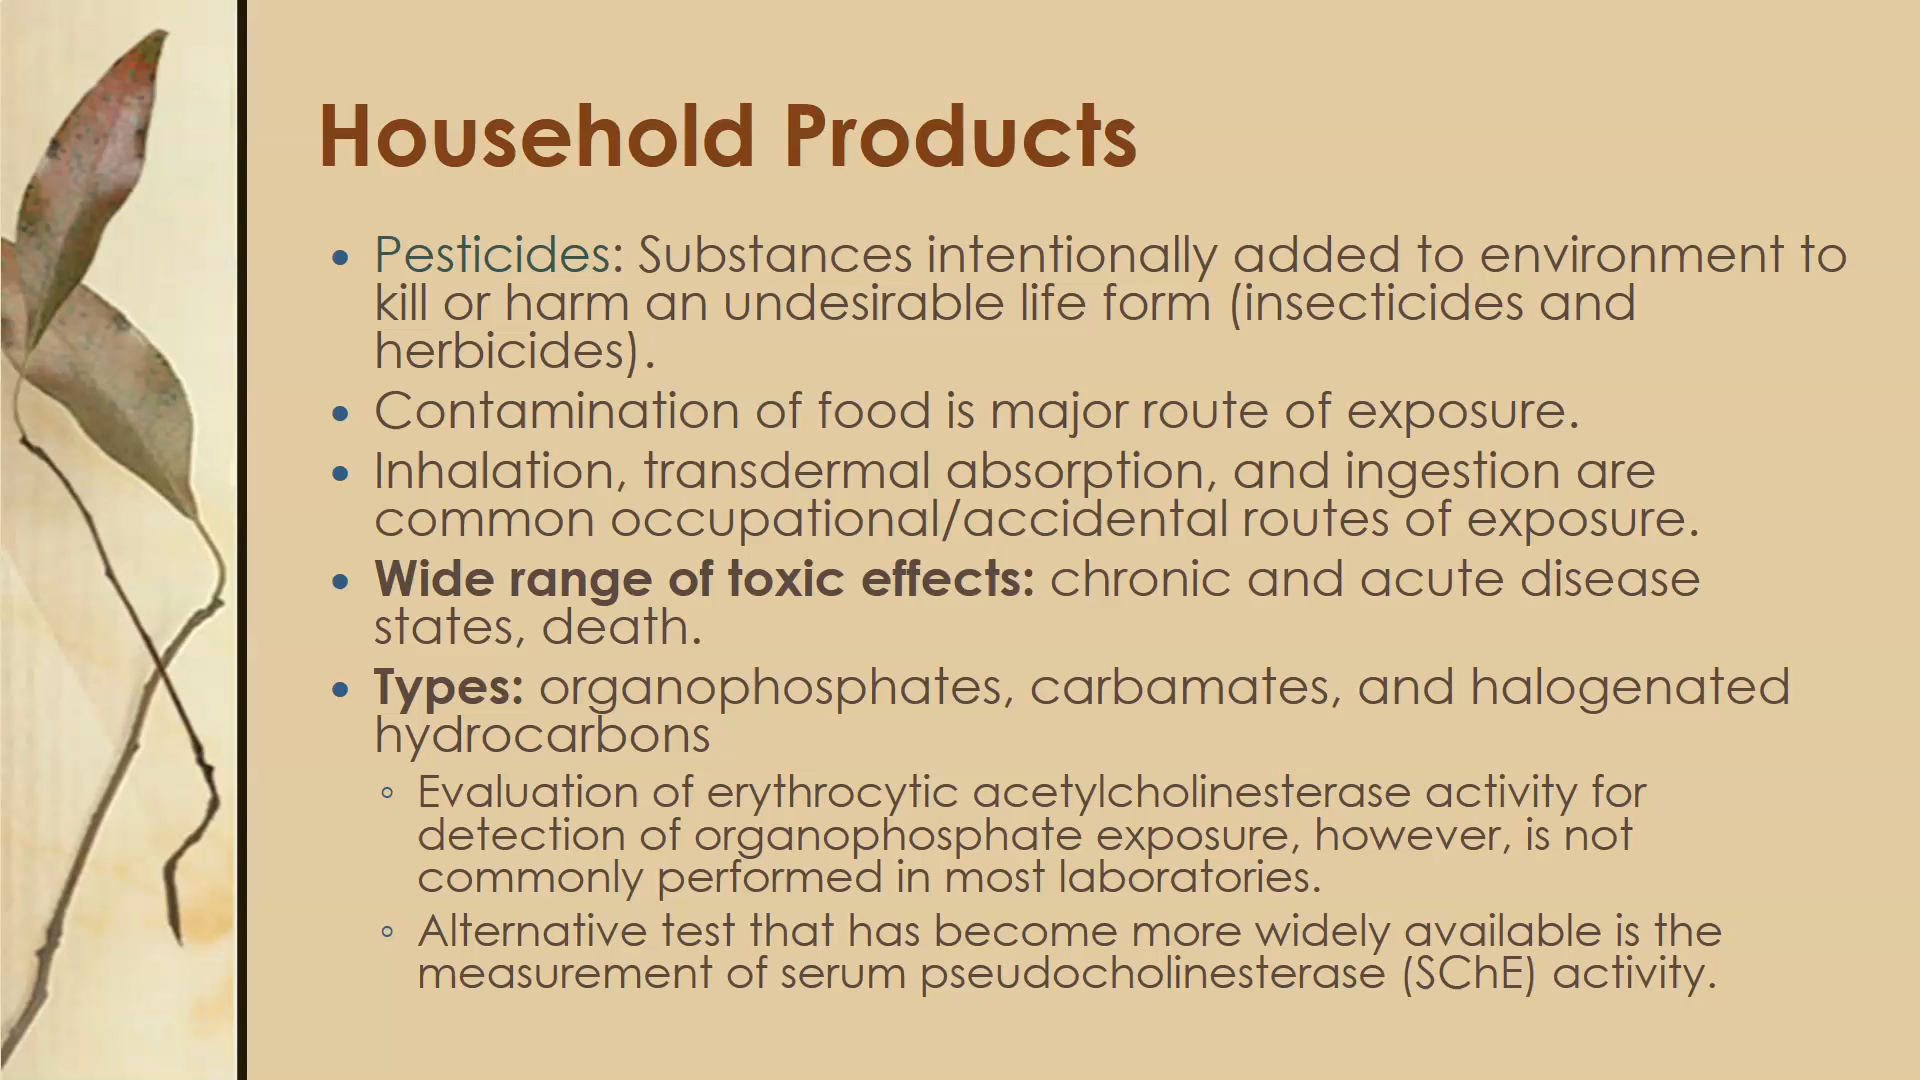 Household Products
• Pesticides: Substances intentionally added to environment to
kill or harm an undesirable life form (insecticides and
herbicides).
• Contamination of food is major route of exposure.
• Inhalation, transdermal absorption, and ingestion are
common occupational/accidental routes of exposure.
• Wide range of toxic effects: chronic and acute disease
states, death.
• Types: organophosphates, carbamates, and halogenated
hydrocarbons
◦ Evaluation of erythrocytic acetylcholinesterase activity for
detection of organophosphate exposure, however, is not
commonly performed in most laboratories.
◦ Alternative test that has become more widely available is the
measurement of serum pseudocholinesterase (SChE) activity.